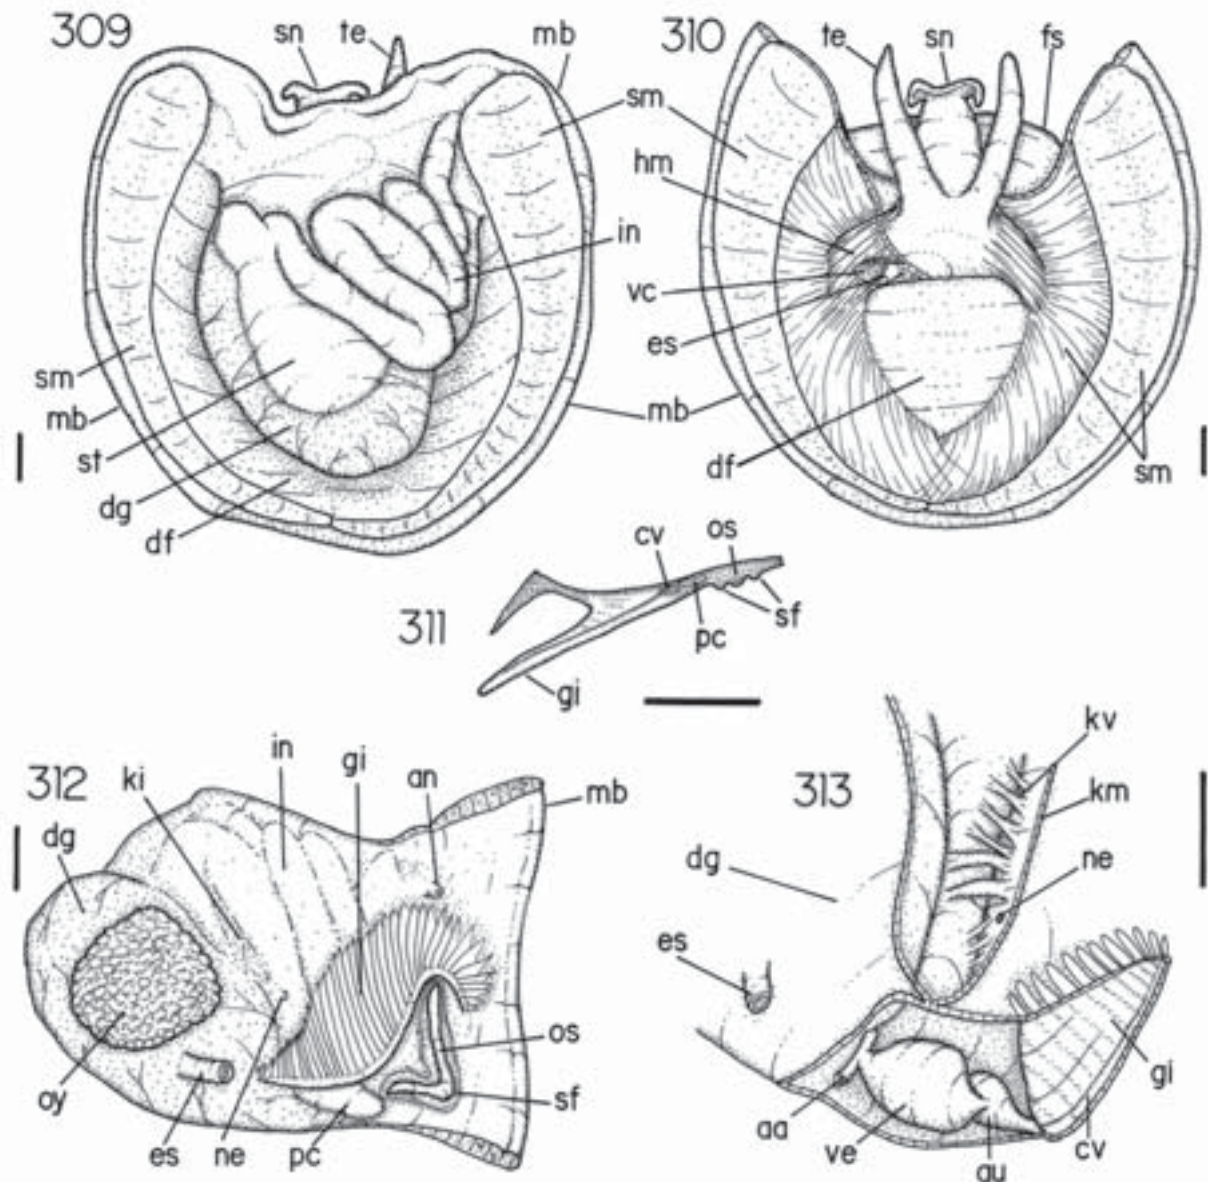 309
sn
te
mb
310
te
sn
fs
sm
hm
in
vc
es
sm
mb
mb
st
df
sm
dg
df
cv
os
311
pc
sf
gi
312
ki
in
gi
an
mb
dg
oy
es
ne
pc
os
sf
313
kv
km
dg
ne
es
gi
aa
ve
au
cv